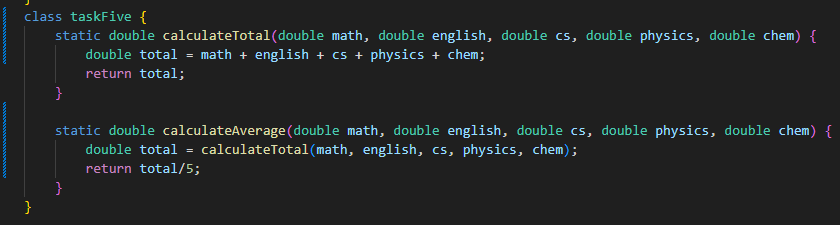 class taskFive {
    static double calculateTotal(double math, double english, double cs, double physics, double chem) {
        double total = math + english + cs + physics + chem;
        return total;
    }

    static double calculateAverage(double math, double english, double cs, double physics, double chem) {
        double total = calculateTotal(math, english, cs, physics, chem);
        return total/5;
    }
}